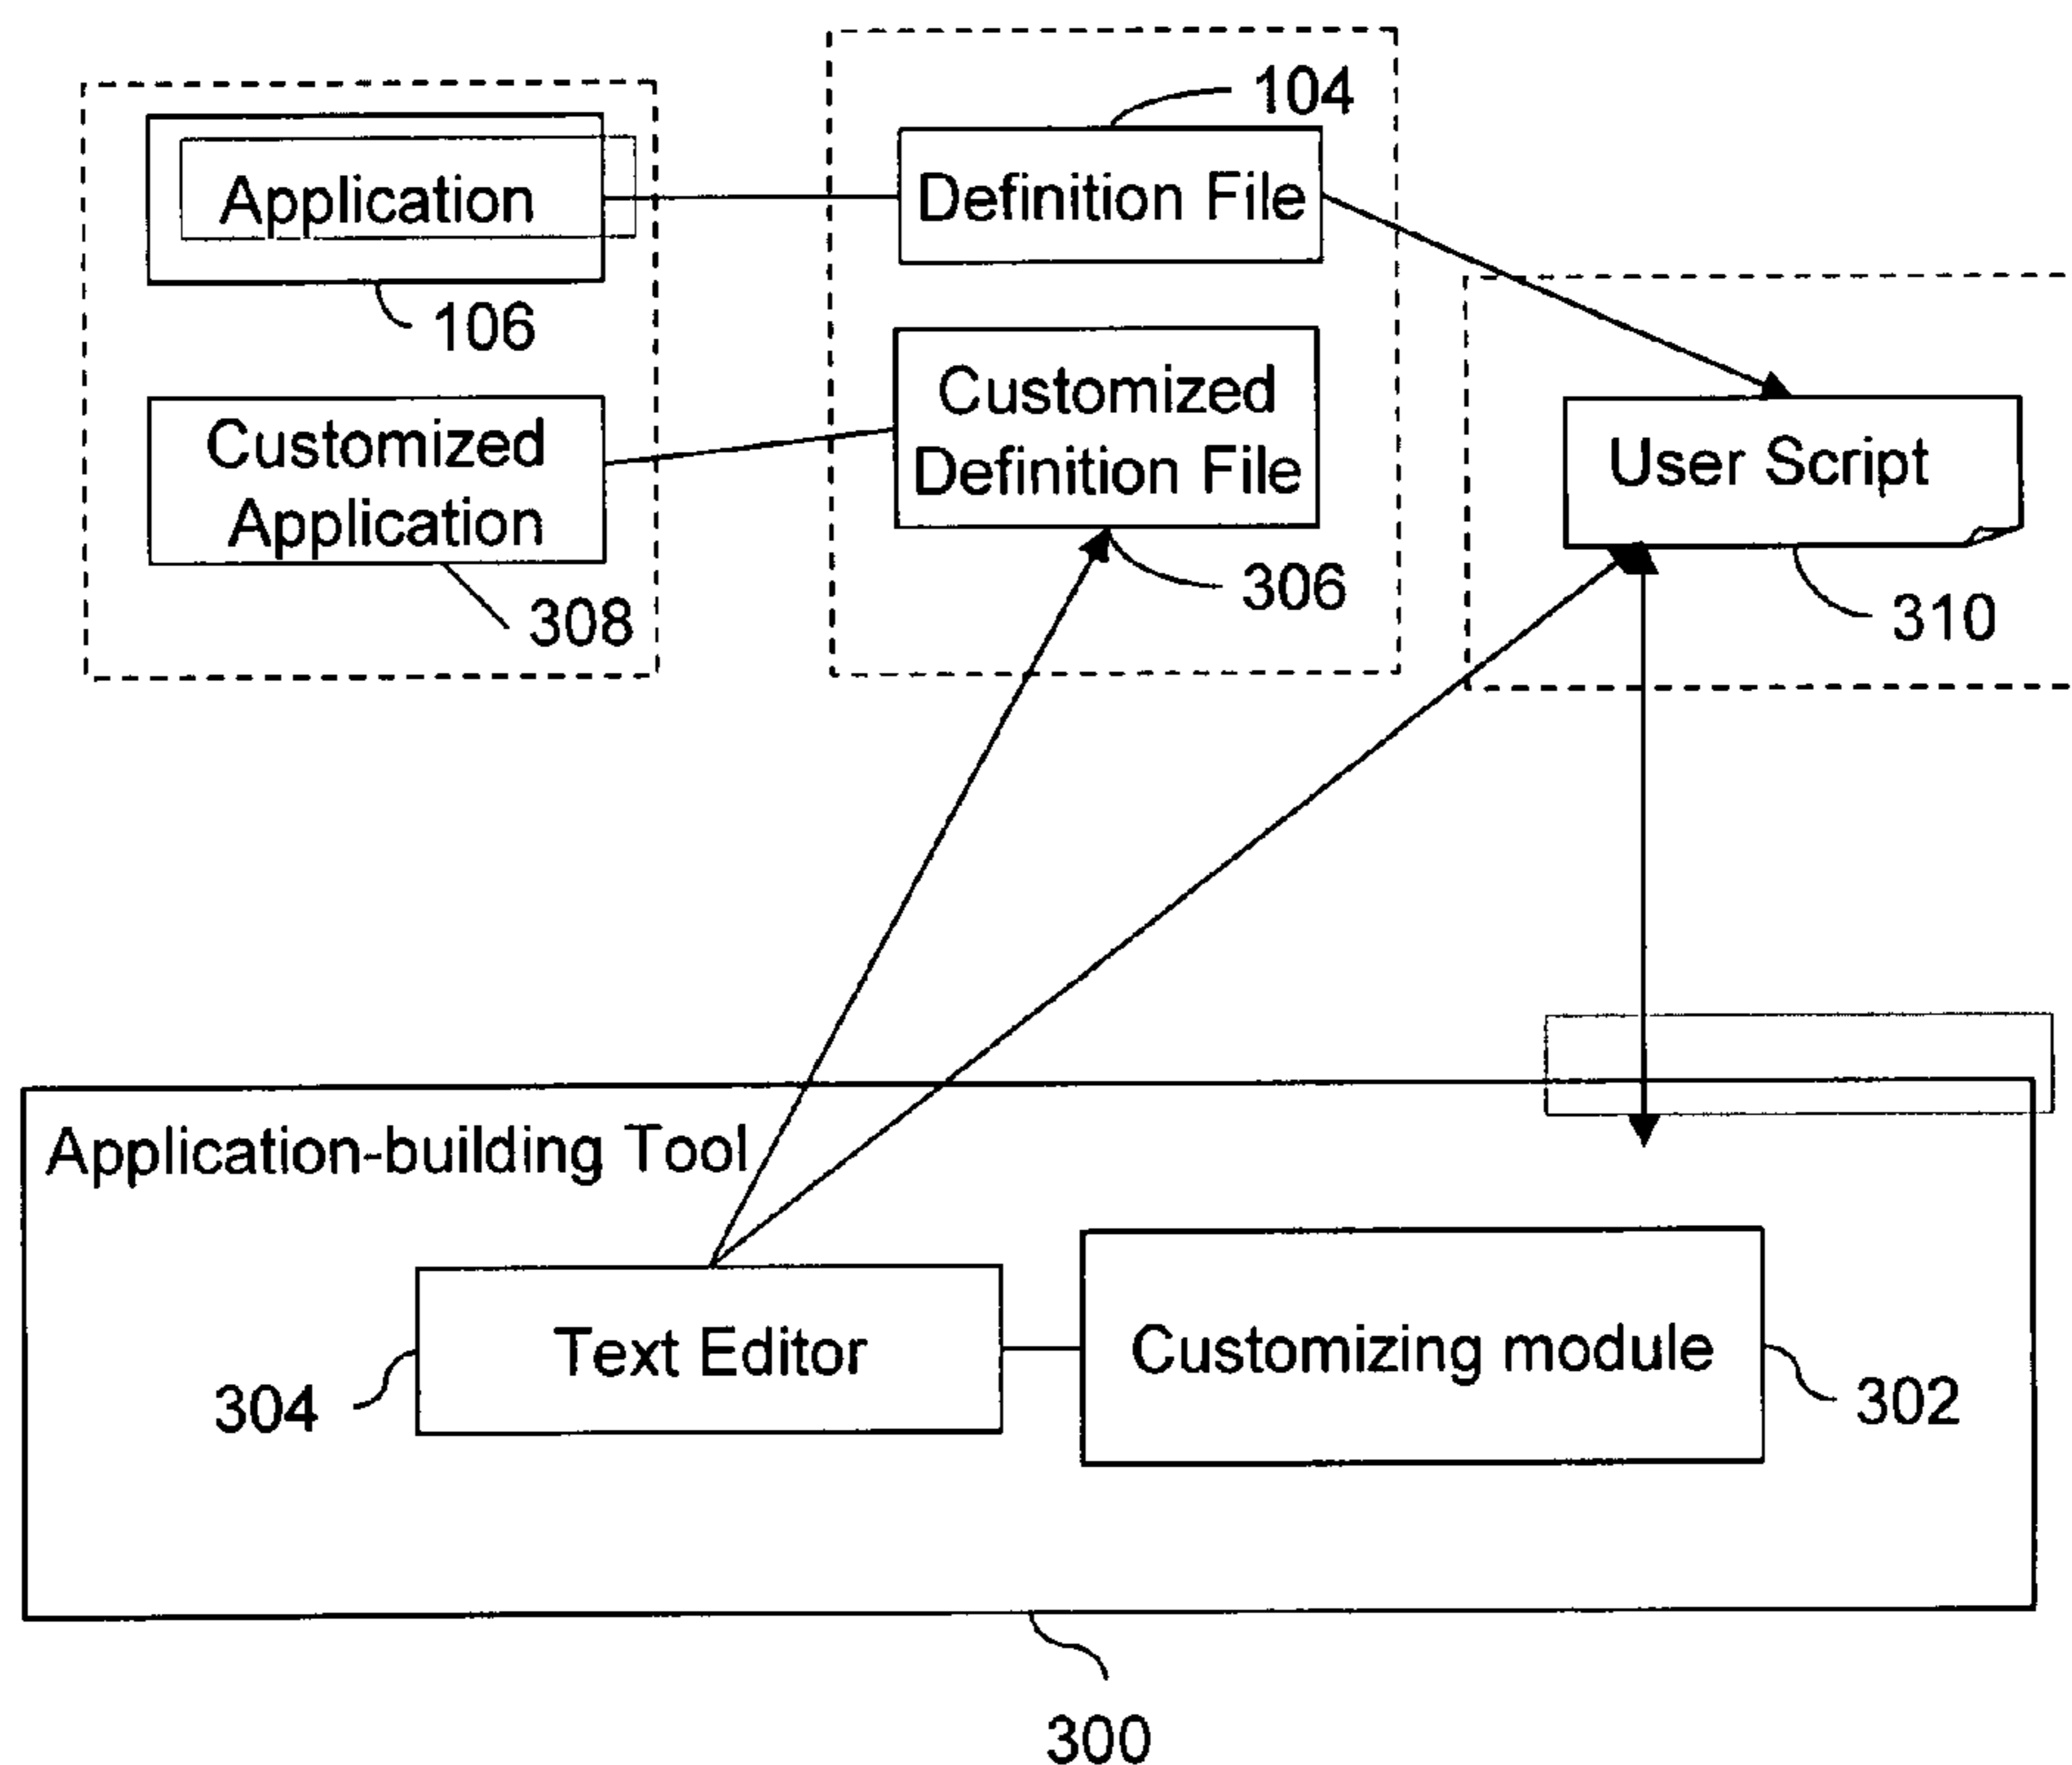 104
Application
Definition File
106
Customized
Application
308
Customized
Definition File
306
User Script
310
Application-building Tool
Text Editor
304
Customizing module
302
300